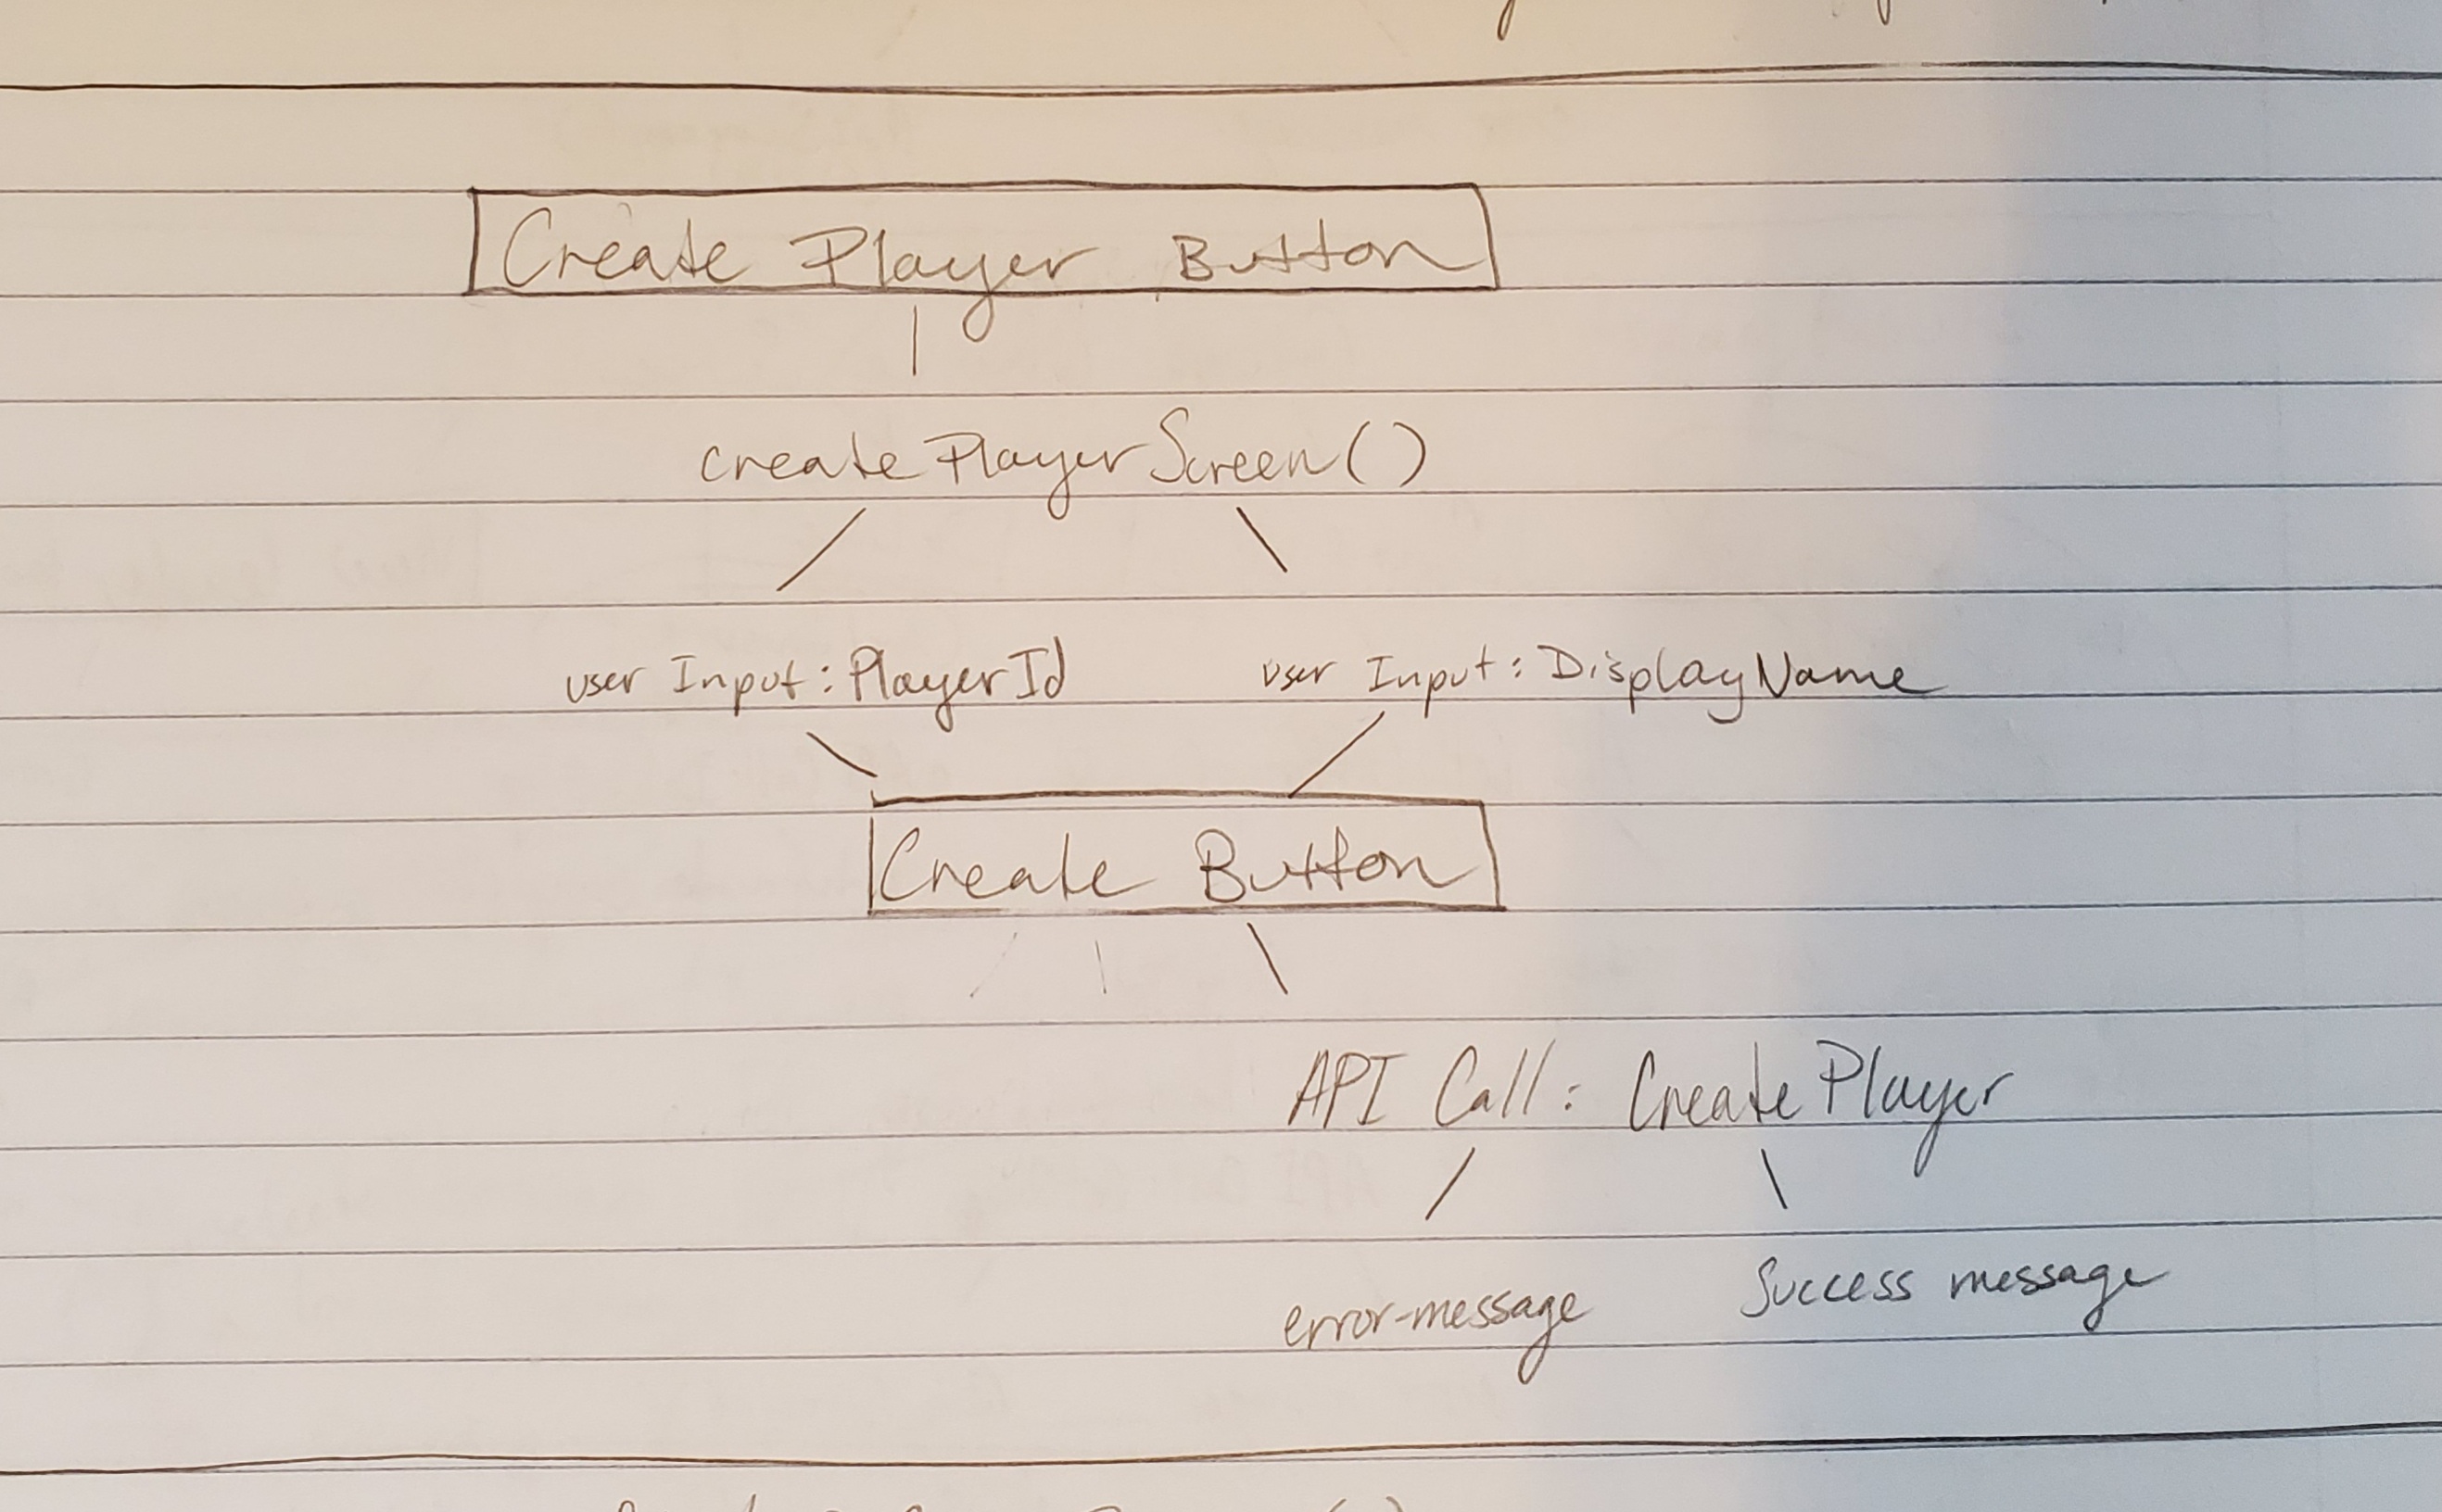 Create Player Button
createPlayerScreen()
user Input: PlayerId
user Input: DisplayName
Create Button
API Call: CreatePlayer
error-message
Success message